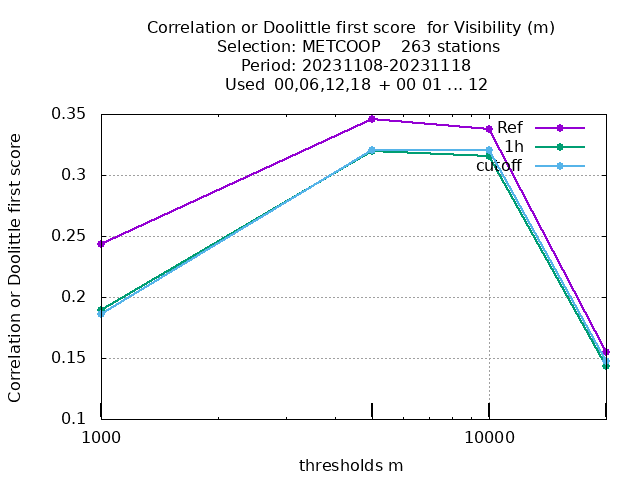 Correlation or Doolittle first score  for Visibility (m)
Selection: METCOOP    263 stations
Period: 20231108-20231118
Used  00,06,12,18 + 00 01 ... 12
Correlation or Doolittle first score
0.35
0.3
0.25
0.2
0.15
0.1
Ref
1h
cutoff
1000
10000
thresholds m